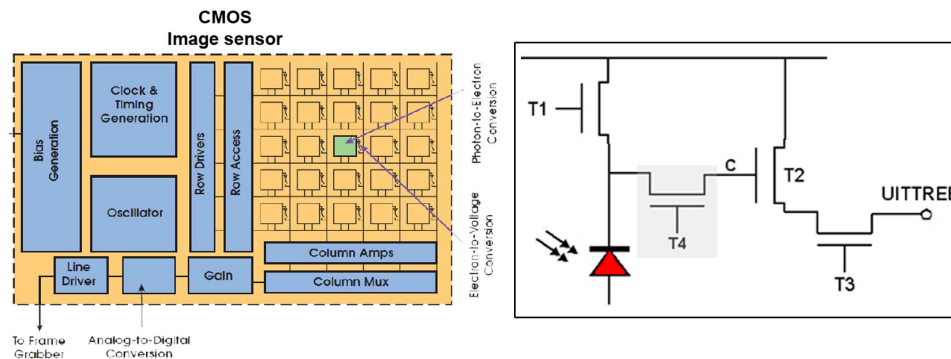 CMOS
Image sensor
Bias
Generation
Clock &
Timing
Generation
Oscillator
Row Drivers
Row Access
Column Amps
Line
Driver
Gain
Column Mux
To Frame
Grabber
Analog-to-Digital
Conversion
Photon-to-Electron
Conversion
Electron-to-Voltage
Conversion
T1
C
T2
T4
T3
UITTREE